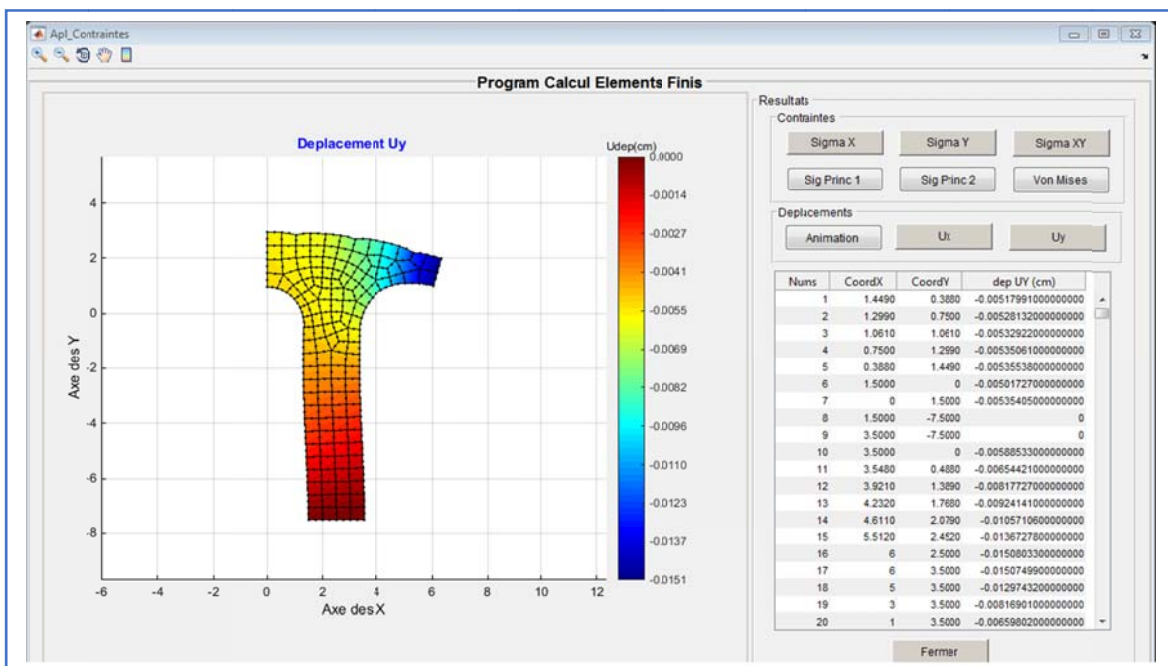 Apl_Contraintes
Program Calcul Elements Finis
Deplacement Uy
Udep(cm)
0.0000
-0.0014
-0.0027
-0.0041
-0.0055
-0.0069
-0.0082
-0.0096
-0.0110
-0.0123
-0.0137
-0.0151
4
2
0
-2
-4
-6
-8
Axe des Y
-6 -4 -2 0 2 4 6 8 10 12
Axe des X
Resultats
Contraintes
Sigma X Sigma Y Sigma XY
Sig Princ 1 Sig Princ 2 Von Mises
Deplacements
Animation Ux Uy
Nums CoordX CoordY dep UY (cm)
1 1.4490 0.3880 -0.00517991000000000
2 1.2990 0.7500 -0.00528132000000000
3 1.0610 1.0610 -0.00532922000000000
4 0.7500 1.2990 -0.00535061000000000
5 0.3880 1.4490 -0.00535538000000000
6 1.5000 0 -0.00501727000000000
7 0 1.5000 -0.00535405000000000
8 1.5000 -7.5000 0
9 3.5000 -7.5000 0
10 3.5000 0 -0.00588533000000000
11 3.5480 0.4880 -0.00654421000000000
12 3.9210 1.3890 -0.00817727000000000
13 4.2320 1.7680 -0.00924141000000000
14 4.6110 2.0790 -0.0105710600000000
15 5.5120 2.4520 -0.0136727800000000
16 6 2.5000 -0.0150803300000000
17 6 3.5000 -0.0150749900000000
18 5 3.5000 -0.0129743200000000
19 3 3.5000 -0.00816901000000000
20 1 3.5000 -0.00659802000000000
Fermer